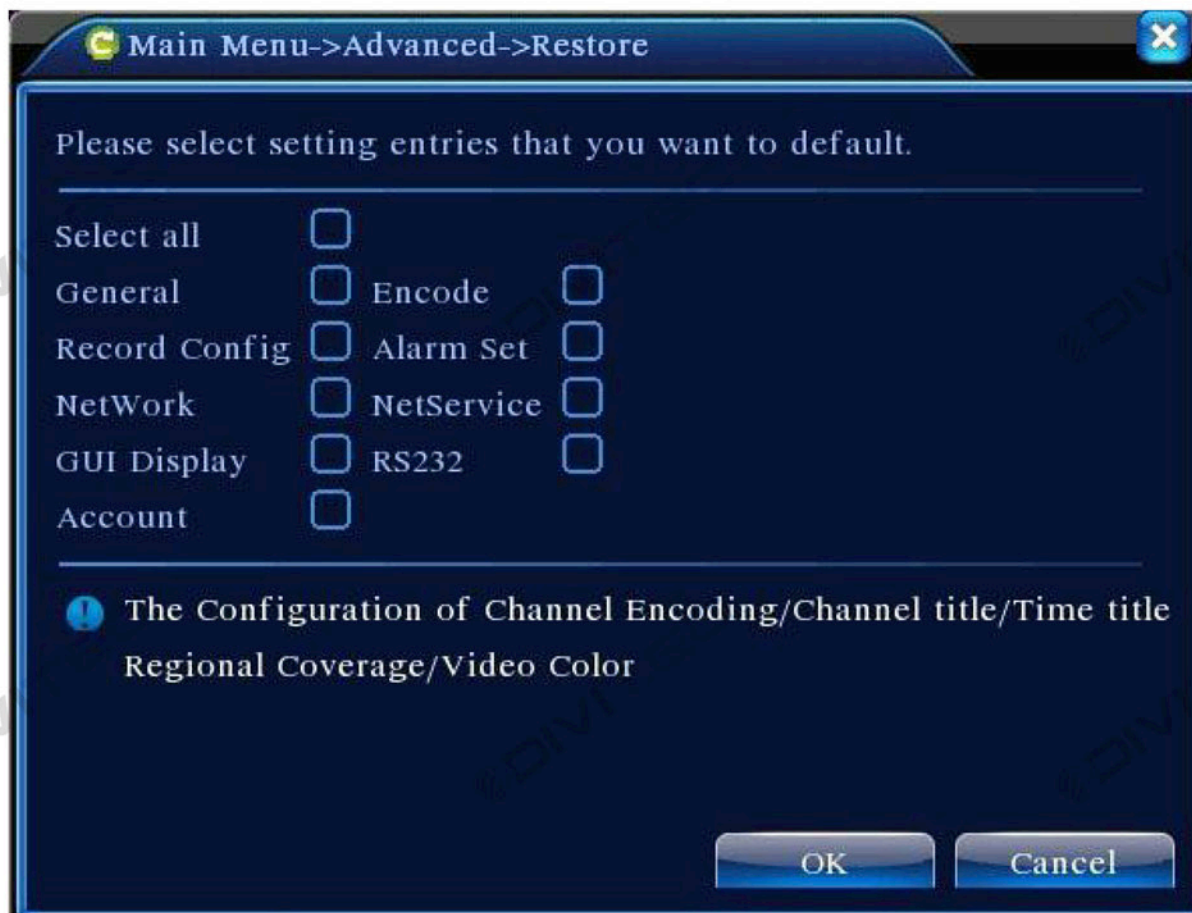 Main Menu->Advanced->Restore
Please select setting entries that you want to default.
Select all
General Encode
Record Config Alarm Set
NetWork NetService
GUI Display RS232
Account
The Configuration of Channel Encoding/Channel title/Time title
Regional Coverage/Video Color
OK Cancel